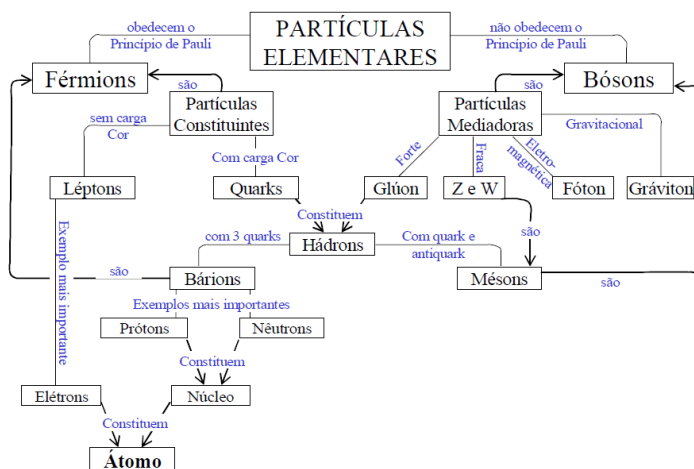 PARTÍCULAS
ELEMENTARES
obedecem o
Princípio de Pauli
não obedecem o
Princípio de Pauli
Férmions
são
são
Bósons
Partículas
Constituintes
Partículas
Mediadoras
sem carga
Cor
Com carga Cor
Forte
Fraca
Eletro-
magnética
Gravitacional
Léptons
Quarks
Glúon
Z e W
Fóton
Gráviton
Constituem
são
com 3 quarks
Hádrons
Com quark e
antiquark
são
Bárions
Mésons
são
Exemplo mais importante
Exemplos mais importantes
Prótons
Nêutrons
Constituem
Elétrons
Núcleo
Constituem
Átomo